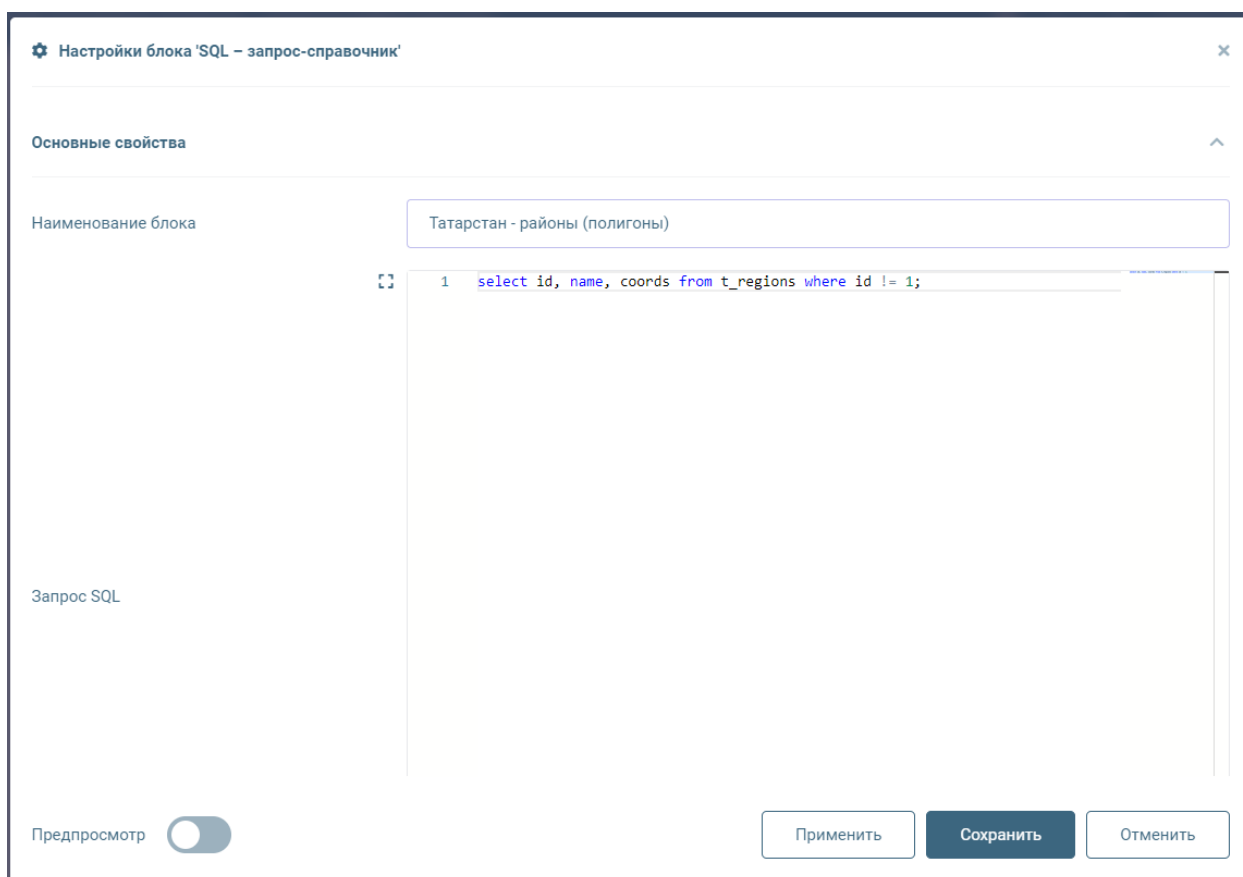 Настройки блока 'SQL – запрос-справочник'
Основные свойства
Наименование блока
Татарстан - районы (полигоны)
1 select id, name, coords from t_regions where id != 1;
Запрос SQL
Предпросмотр
Применить
Сохранить
Отменить